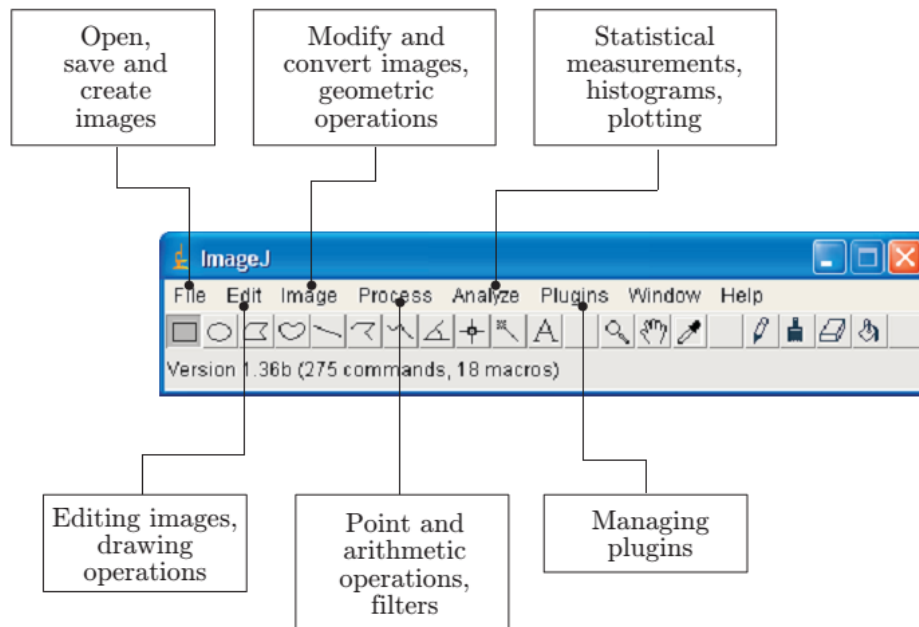 Open,
save and
create
images
Modify and
convert images,
geometric
operations
Statistical
measurements,
histograms,
plotting
ImageJ
File Edit Image Process Analyze Plugins Window Help
A
Version 1.36b (275 commands, 18 macros)
Editing images,
drawing
operations
Point and
arithmetic
operations,
filters
Managing
plugins